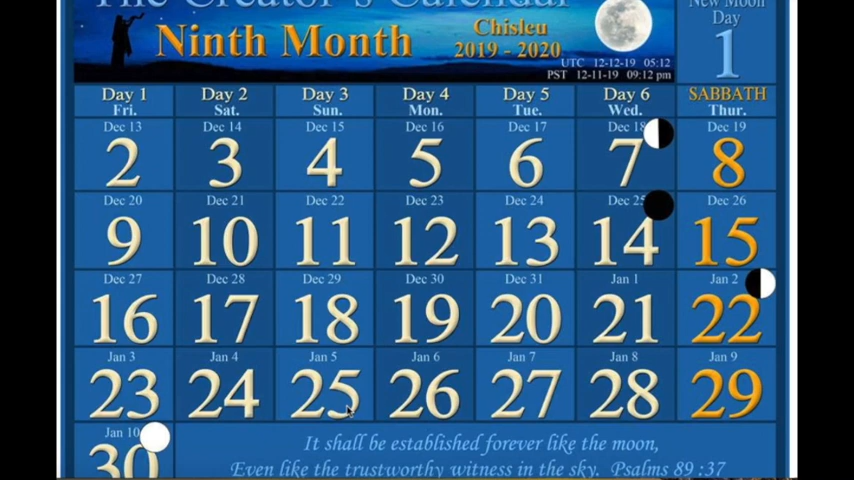 The Creator's Calendar
New Moon
Day
1
Ninth Month
Chisleu
2019 - 2020
UTC 12-12-19 05:12
PST 12-11-19 09:12 pm
Day 1 Day 2 Day 3 Day 4 Day 5 Day 6 SABBATH
Fri. Sat. Sun. Mon. Tue. Wed. Thur.
Dec 13 Dec 14 Dec 15 Dec 16 Dec 17 Dec 18 Dec 19
2 3 4 5 6 7 8
Dec 20 Dec 21 Dec 22 Dec 23 Dec 24 Dec 25 Dec 26
9 10 11 12 13 14 15
Dec 27 Dec 28 Dec 29 Dec 30 Dec 31 Jan 1 Jan 2
16 17 18 19 20 21 22
Jan 3 Jan 4 Jan 5 Jan 6 Jan 7 Jan 8 Jan 9
23 24 25 26 27 28 29
Jan 10
30
It shall be established forever like the moon,
Even like the trustworthy witness in the sky. Psalms 89 :37